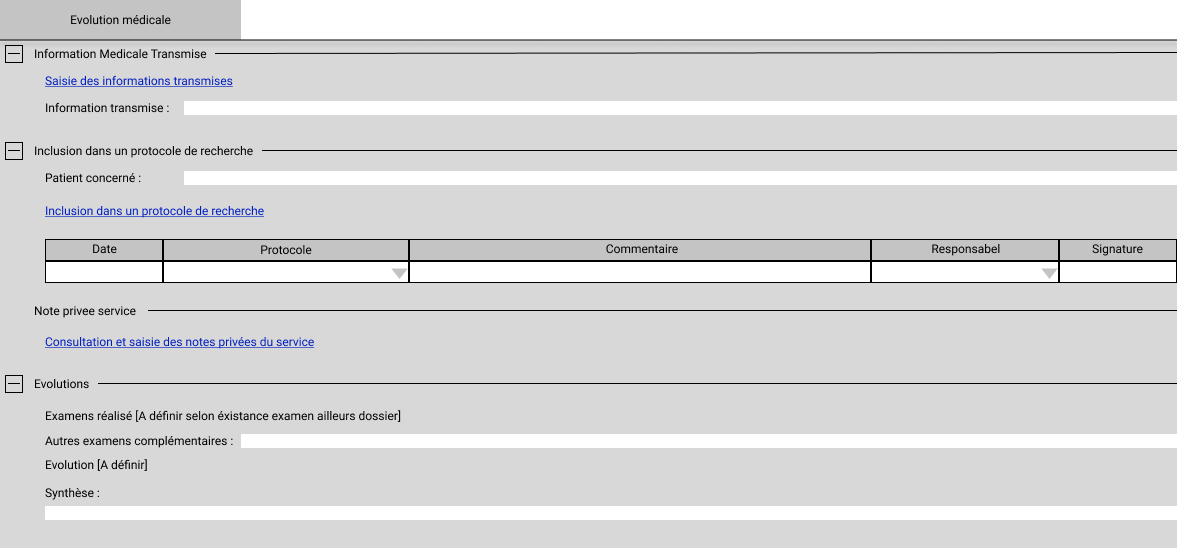 Evolution médicale
Information Medicale Transmise
Saisie des informations transmises
Information transmise :
Inclusion dans un protocole de recherche
Patient concerné :
Inclusion dans un protocole de recherche
Date Protocole Commentaire Responsabel Signature
Note privee service
Consultation et saisie des notes privées du service
Evolutions
Examens réalisé [A définir selon éxistance examen ailleurs dossier]
Autres examens complémentaires :
Evolution [A définir]
Synthèse :